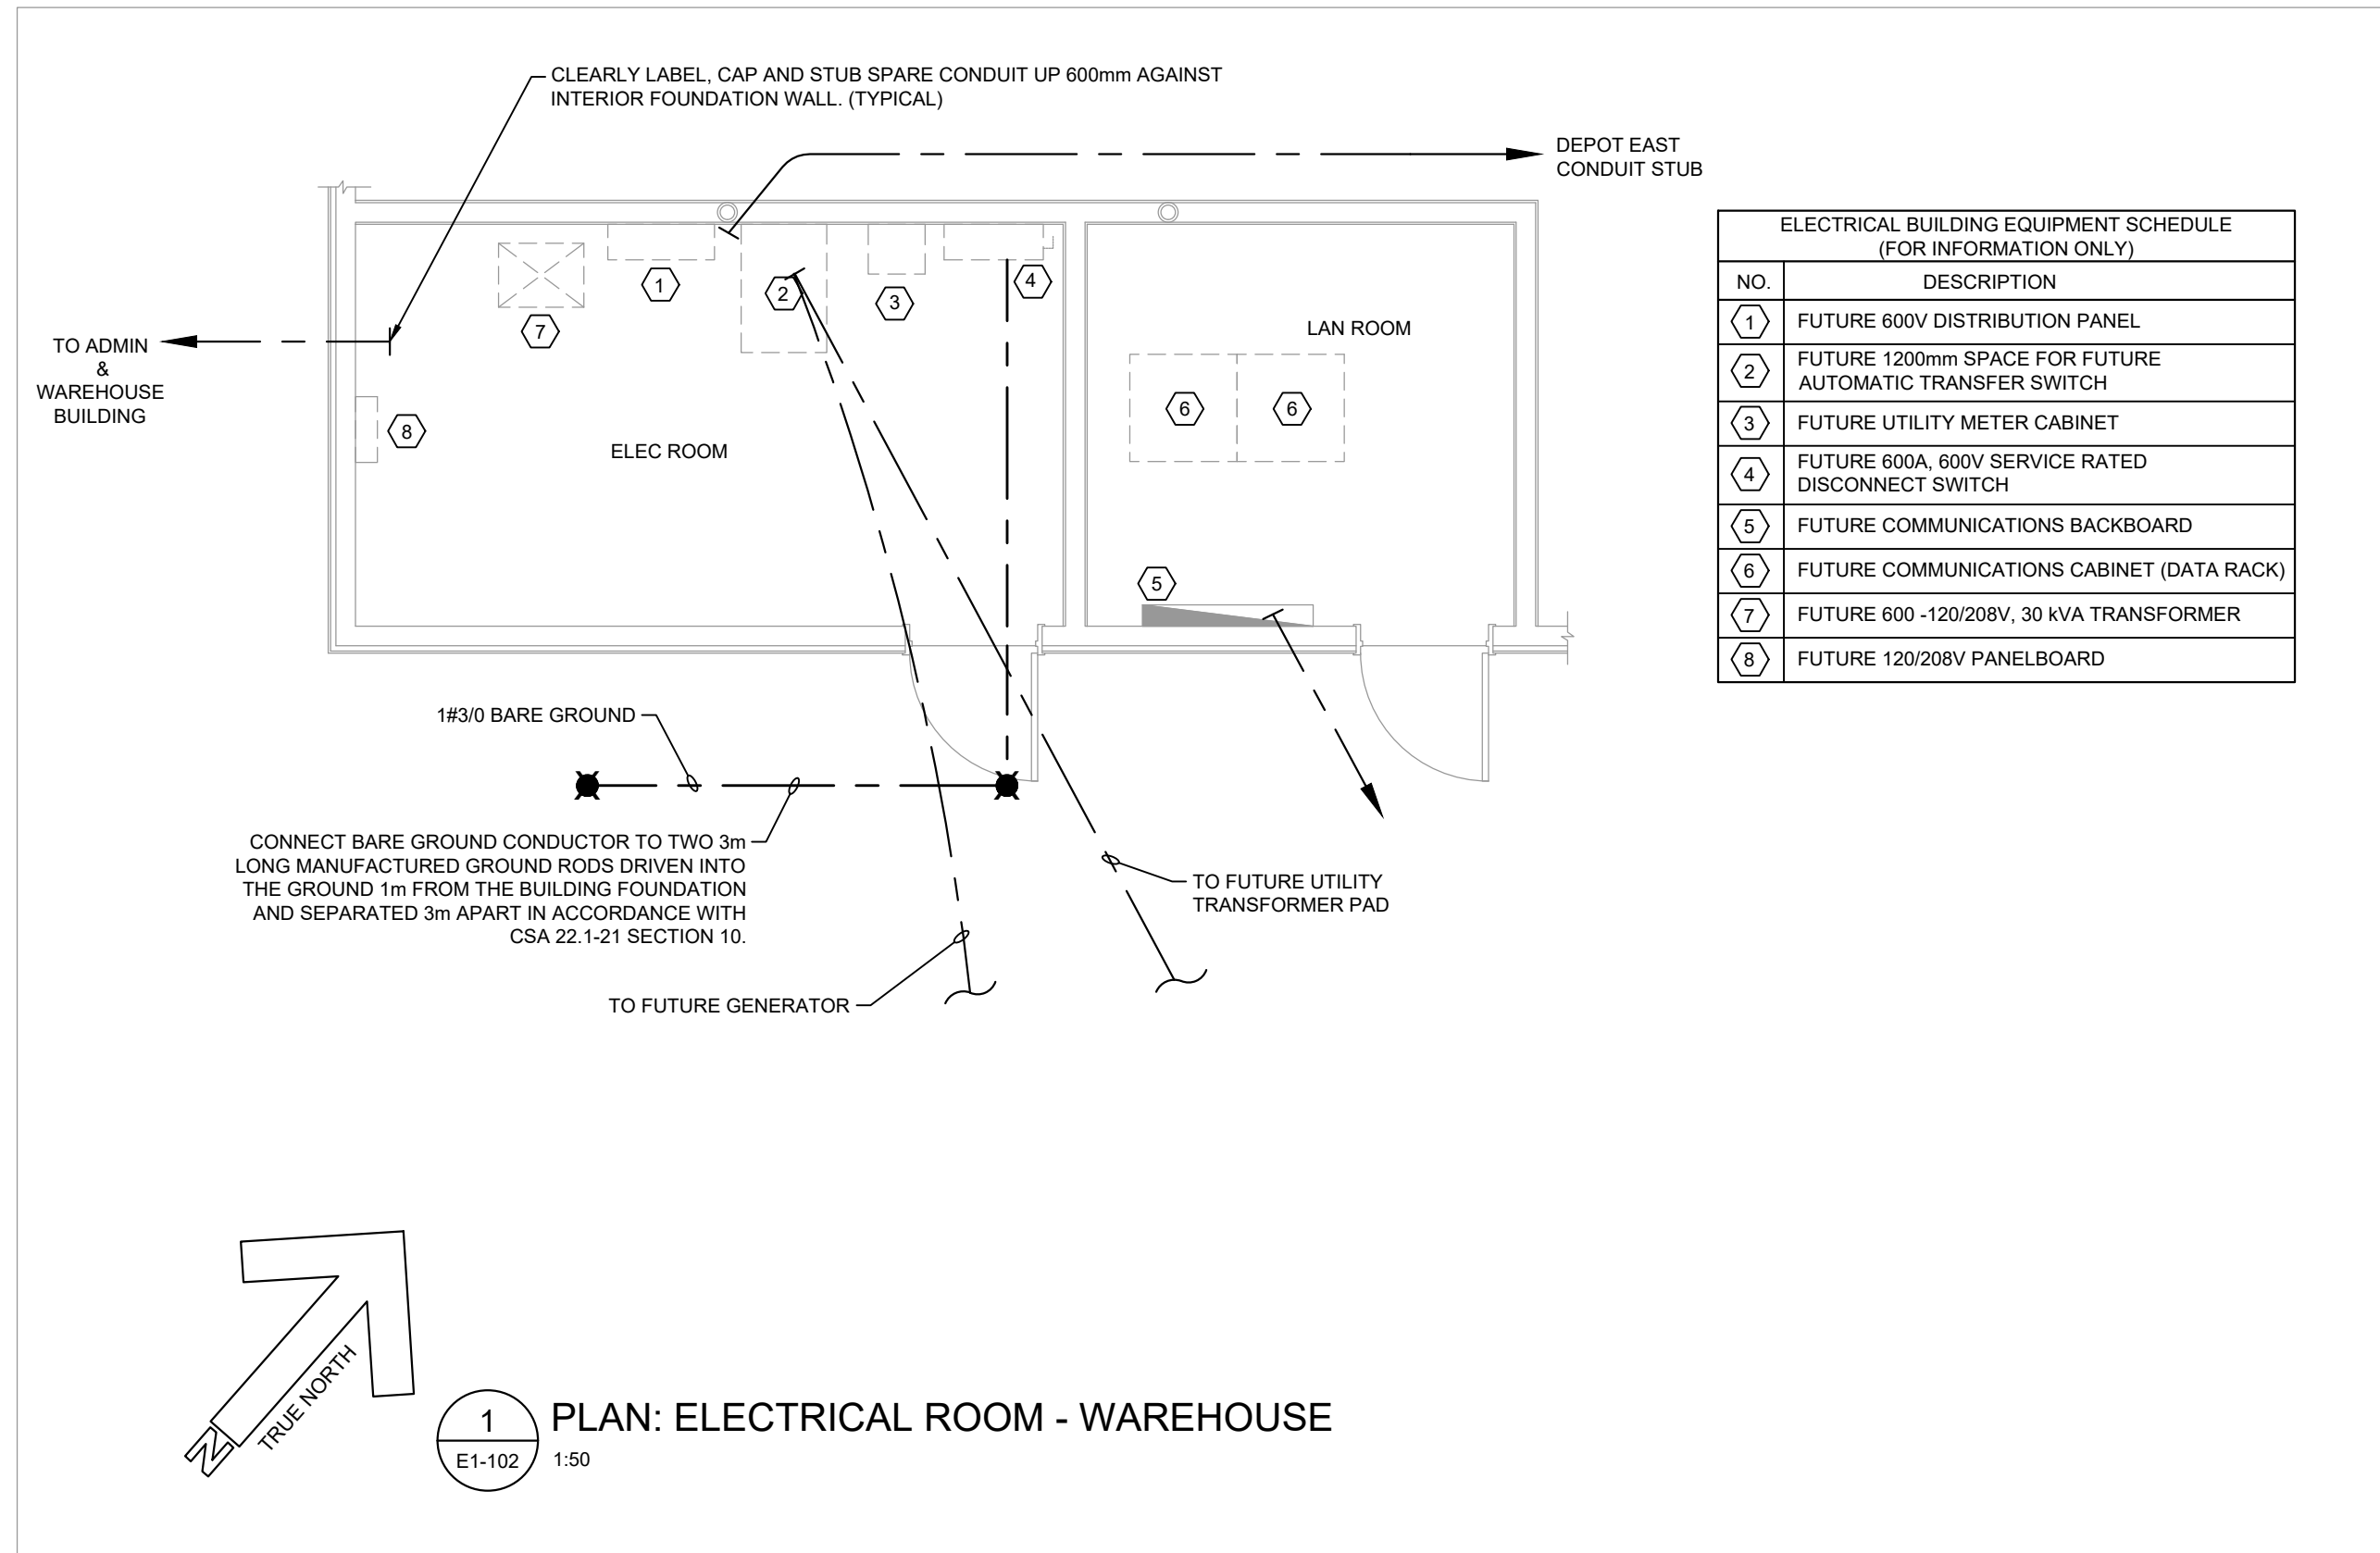 CLEARLY LABEL, CAP AND STUB SPARE CONDUIT UP 600mm AGAINST
INTERIOR FOUNDATION WALL. (TYPICAL)
DEPOT EAST
CONDUIT STUB
TO ADMIN
&
WAREHOUSE
BUILDING
1
2
3
4
7
8
ELEC ROOM
LAN ROOM
6
6
5
1#3/0 BARE GROUND
CONNECT BARE GROUND CONDUCTOR TO TWO 3m
LONG MANUFACTURED GROUND RODS DRIVEN INTO
THE GROUND 1m FROM THE BUILDING FOUNDATION
AND SEPARATED 3m APART IN ACCORDANCE WITH
CSA 22.1-21 SECTION 10.
TO FUTURE UTILITY
TRANSFORMER PAD
TO FUTURE GENERATOR
ELECTRICAL BUILDING EQUIPMENT SCHEDULE
(FOR INFORMATION ONLY)
NO. DESCRIPTION
1 FUTURE 600V DISTRIBUTION PANEL
2 FUTURE 1200mm SPACE FOR FUTURE
AUTOMATIC TRANSFER SWITCH
3 FUTURE UTILITY METER CABINET
4 FUTURE 600A, 600V SERVICE RATED
DISCONNECT SWITCH
5 FUTURE COMMUNICATIONS BACKBOARD
6 FUTURE COMMUNICATIONS CABINET (DATA RACK)
7 FUTURE 600 -120/208V, 30 kVA TRANSFORMER
8 FUTURE 120/208V PANELBOARD
N
TRUE NORTH
1
E1-102
PLAN: ELECTRICAL ROOM - WAREHOUSE
1:50